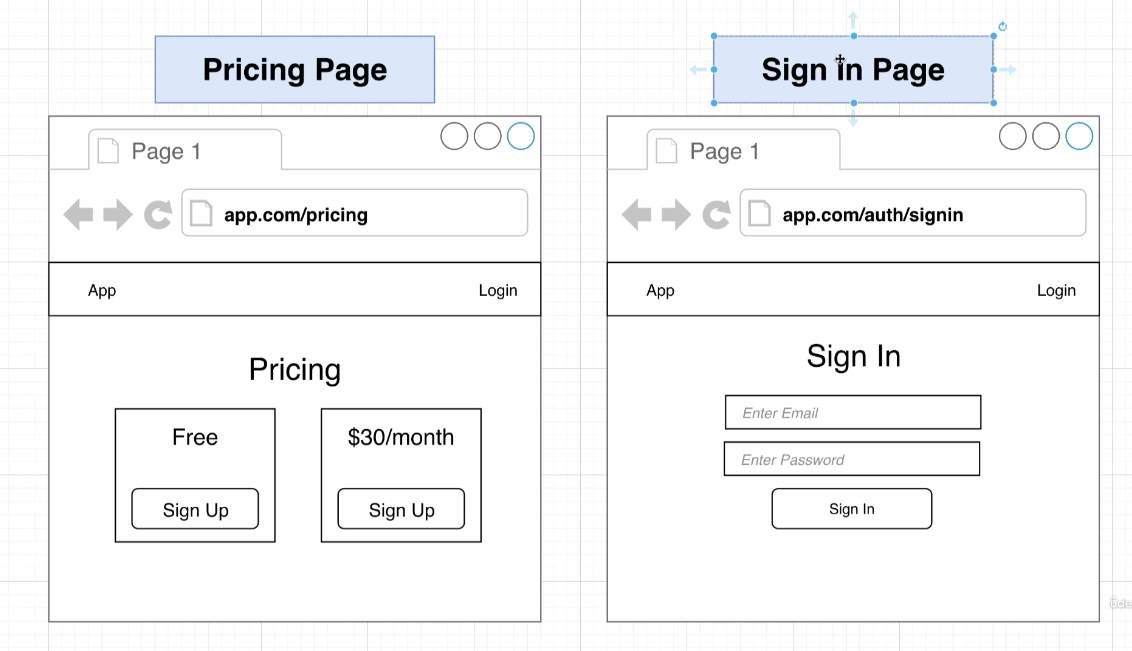 Pricing Page
Page 1
app.com/pricing
App Login
Pricing
Free $30/month
Sign Up Sign Up
Sign in Page
Page 1
app.com/auth/signin
App Login
Sign In
Enter Email
Enter Password
Sign In